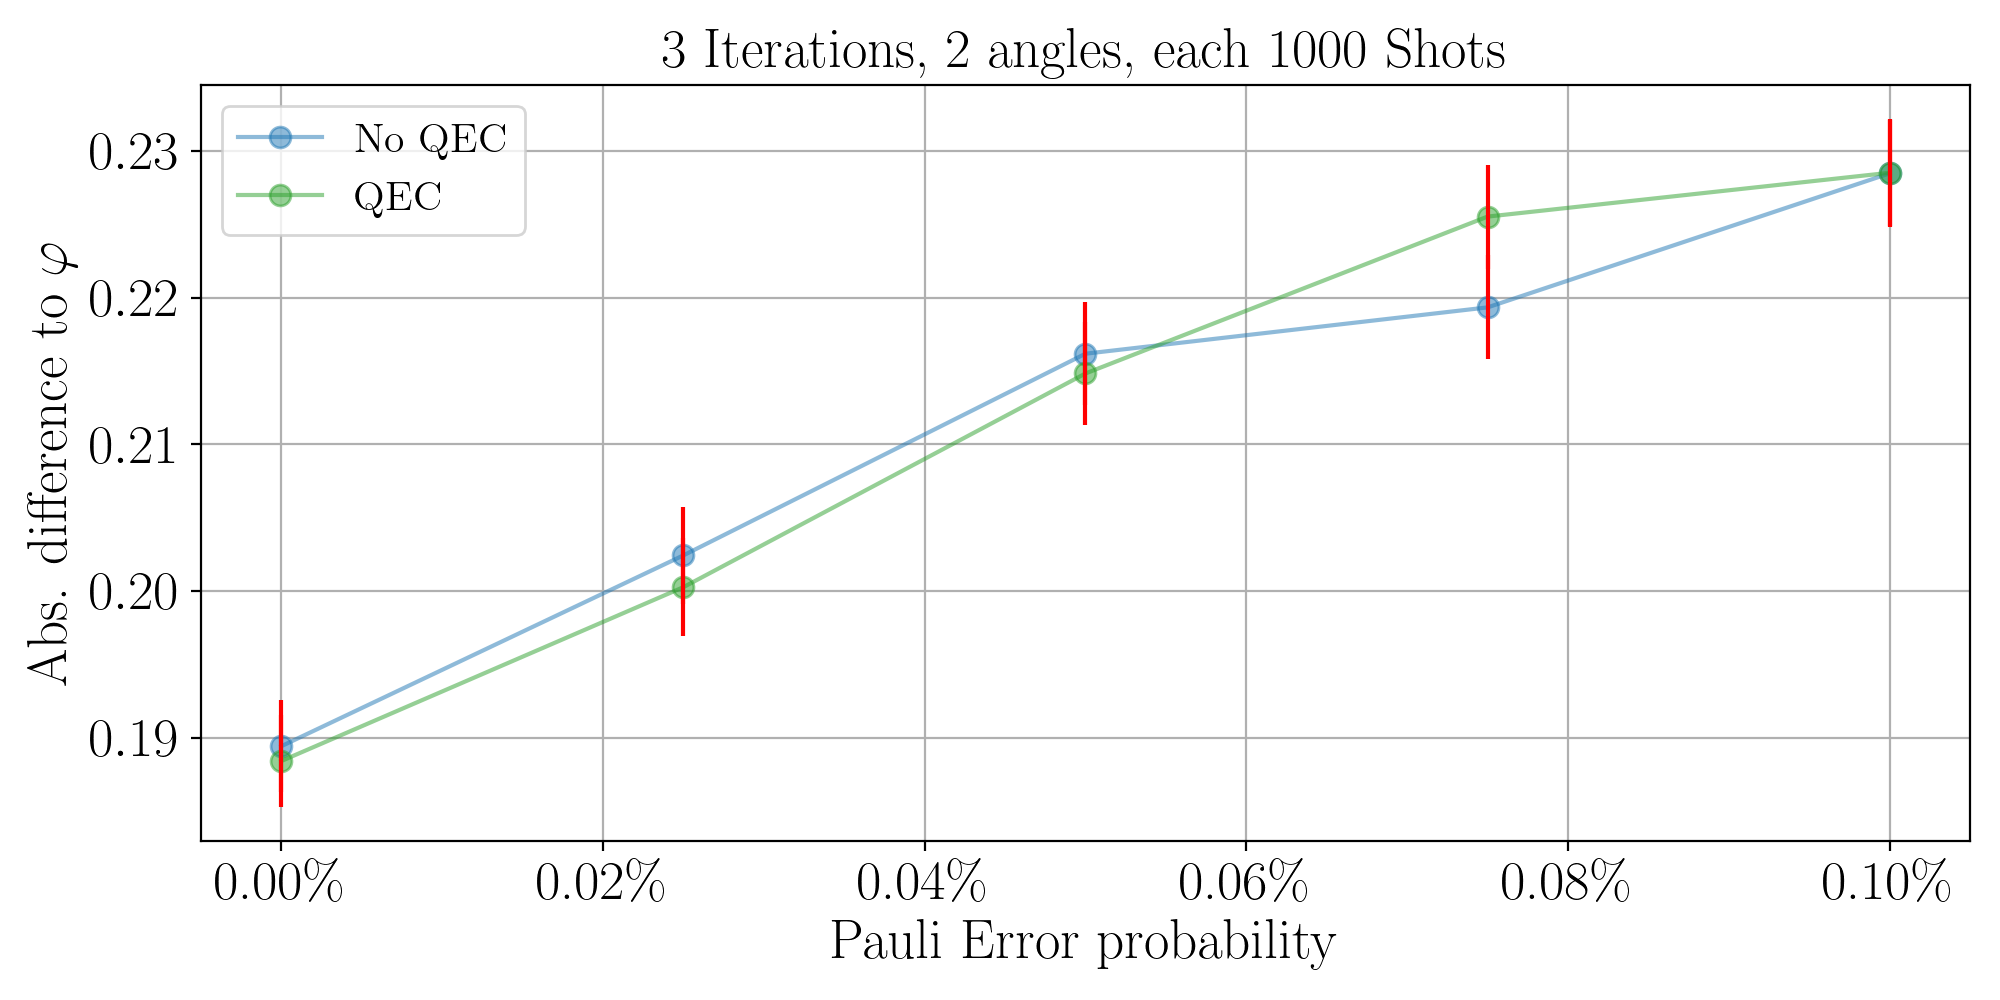 3 Iterations, 2 angles, each 1000 Shots
No QEC
QEC
0.23
0.22
0.21
0.20
0.19
Abs. difference to φ
0.00% 0.02% 0.04% 0.06% 0.08% 0.10%
Pauli Error probability